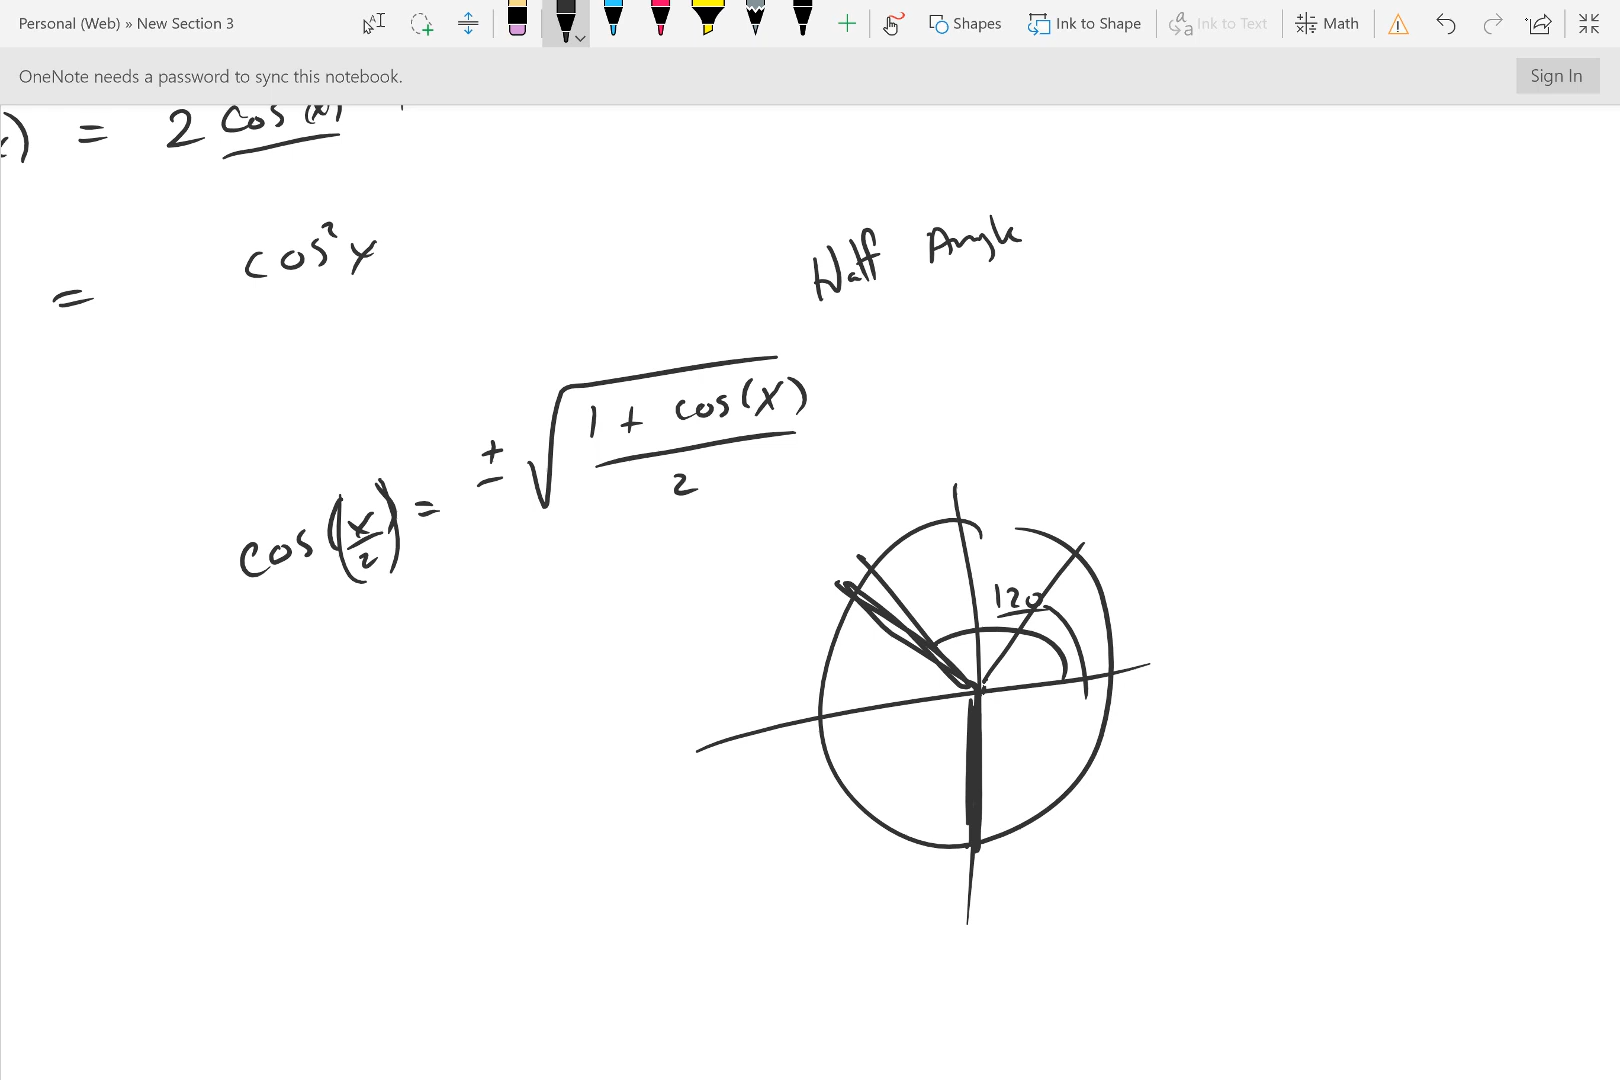 Personal (Web) » New Section 3
Shapes
Ink to Shape
Ink to Text
Math
OneNote needs a password to sync this notebook.
Sign In
) = 2 cos(x)
= cos²x
Half Angle
cos(x/2) = ± √((1 + cos(x))/2)
120